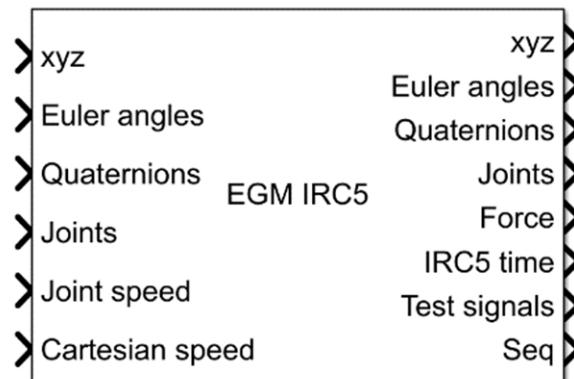 xyz
Euler angles
Quaternions
Joints
Joint speed
Cartesian speed
EGM IRC5
xyz
Euler angles
Quaternions
Joints
Force
IRC5 time
Test signals
Seq